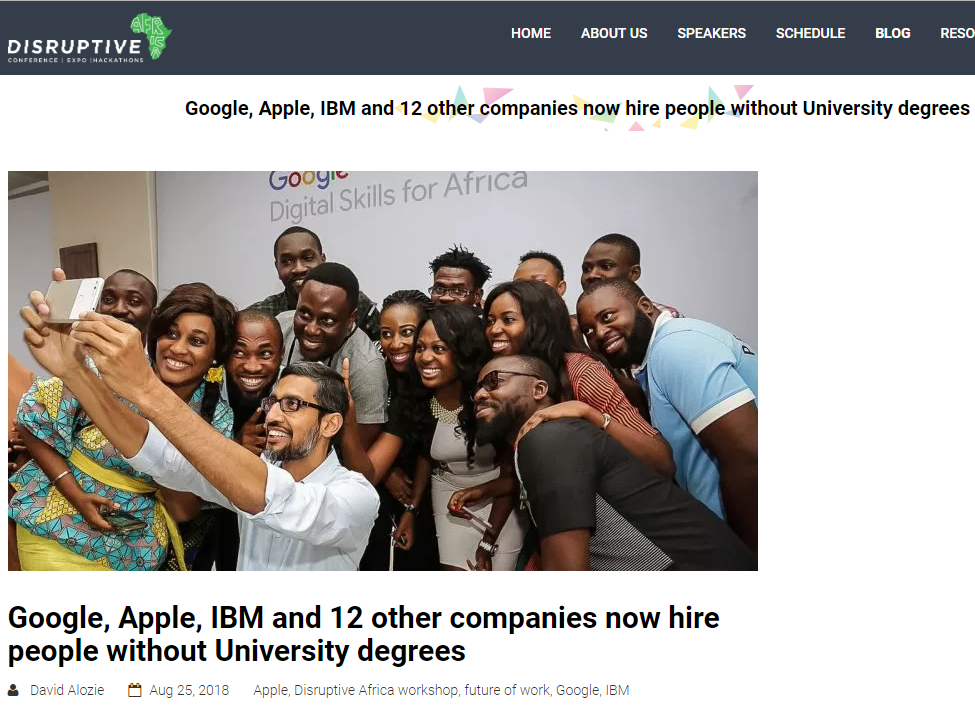 AFRICA
DISRUPTIVE
CONFERENCE | EXPO | HACKATHONS
HOME ABOUT US SPEAKERS SCHEDULE BLOG RESO
Google, Apple, IBM and 12 other companies now hire people without University degrees
Google
Digital Skills for Africa
Google, Apple, IBM and 12 other companies now hire
people without University degrees
David Alozie Aug 25, 2018 Apple, Disruptive Africa workshop, future of work, Google, IBM